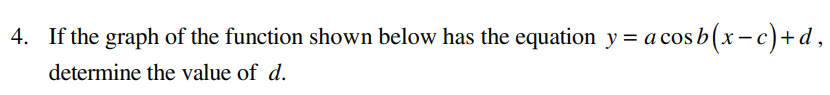 4. If the graph of the function shown below has the equation y = a cos b(x − c) + d,
determine the value of d.